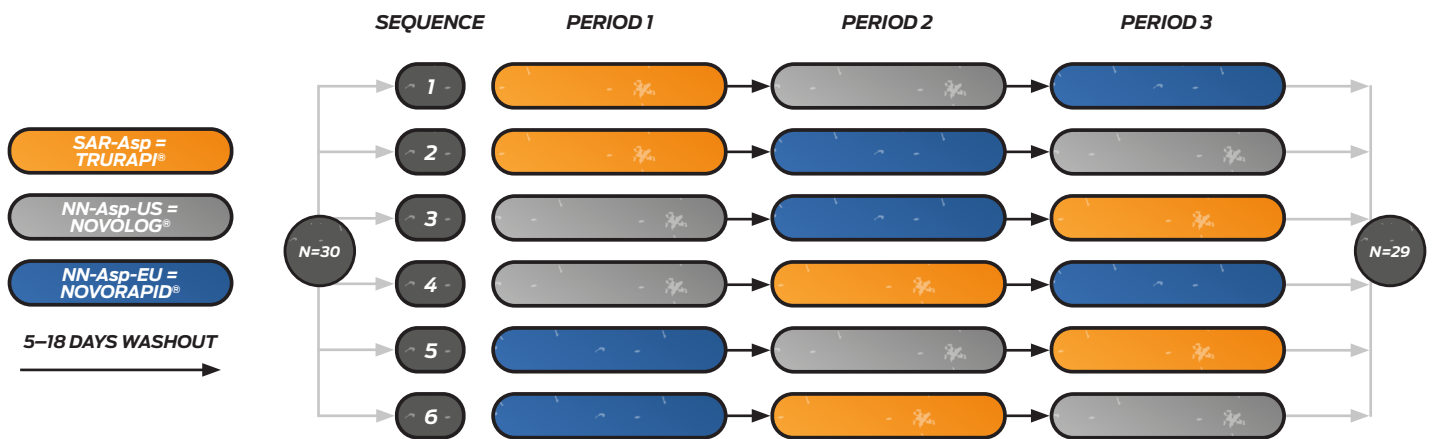 SEQUENCE PERIOD 1 PERIOD 2 PERIOD 3
SAR-Asp =
TRURAPI®
NN-Asp-US =
NOVOLOG®
NN-Asp-EU =
NOVORAPID®
5–18 DAYS WASHOUT
N=30
1
2
3
4
5
6
N=29